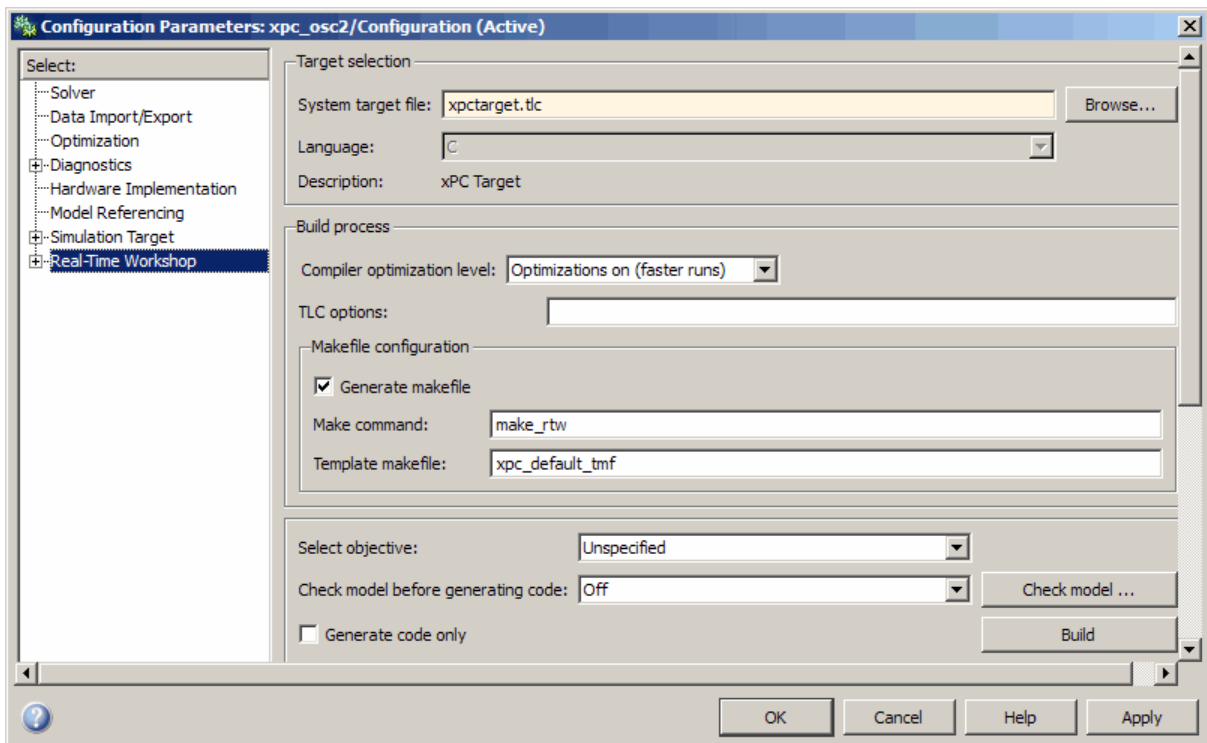 Configuration Parameters: xpc_osc2/Configuration (Active)
Select:
Solver
Data Import/Export
Optimization
Diagnostics
Hardware Implementation
Model Referencing
Simulation Target
Real-Time Workshop
Target selection
System target file: xpctarget.tlc Browse...
Language: C
Description: xPC Target
Build process
Compiler optimization level: Optimizations on (faster runs)
TLC options:
Makefile configuration
Generate makefile
Make command: make_rtw
Template makefile: xpc_default_tmf
Select objective: Unspecified
Check model before generating code: Off Check model ...
Generate code only Build
OK Cancel Help Apply